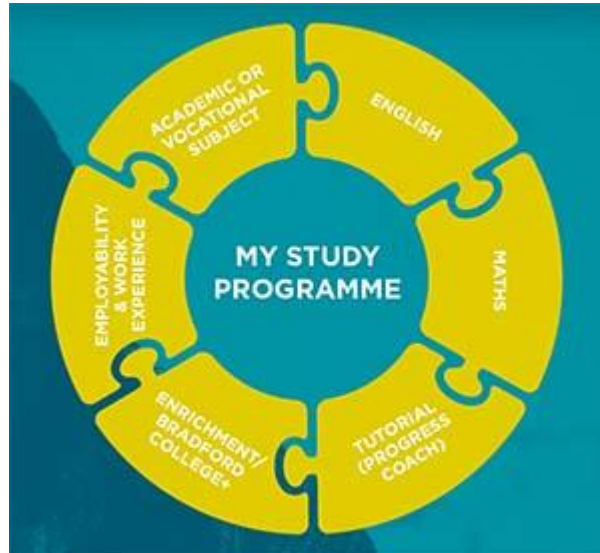 MY STUDY
PROGRAMME
ENGLISH
MATHS
TUTORIAL
(PROGRESS
COACH)
ENRICHMENT/
BRADFORD
COLLEGE+
EMPLOYABILITY
& WORK
EXPERIENCE
ACADEMIC OR
VOCATIONAL
SUBJECT